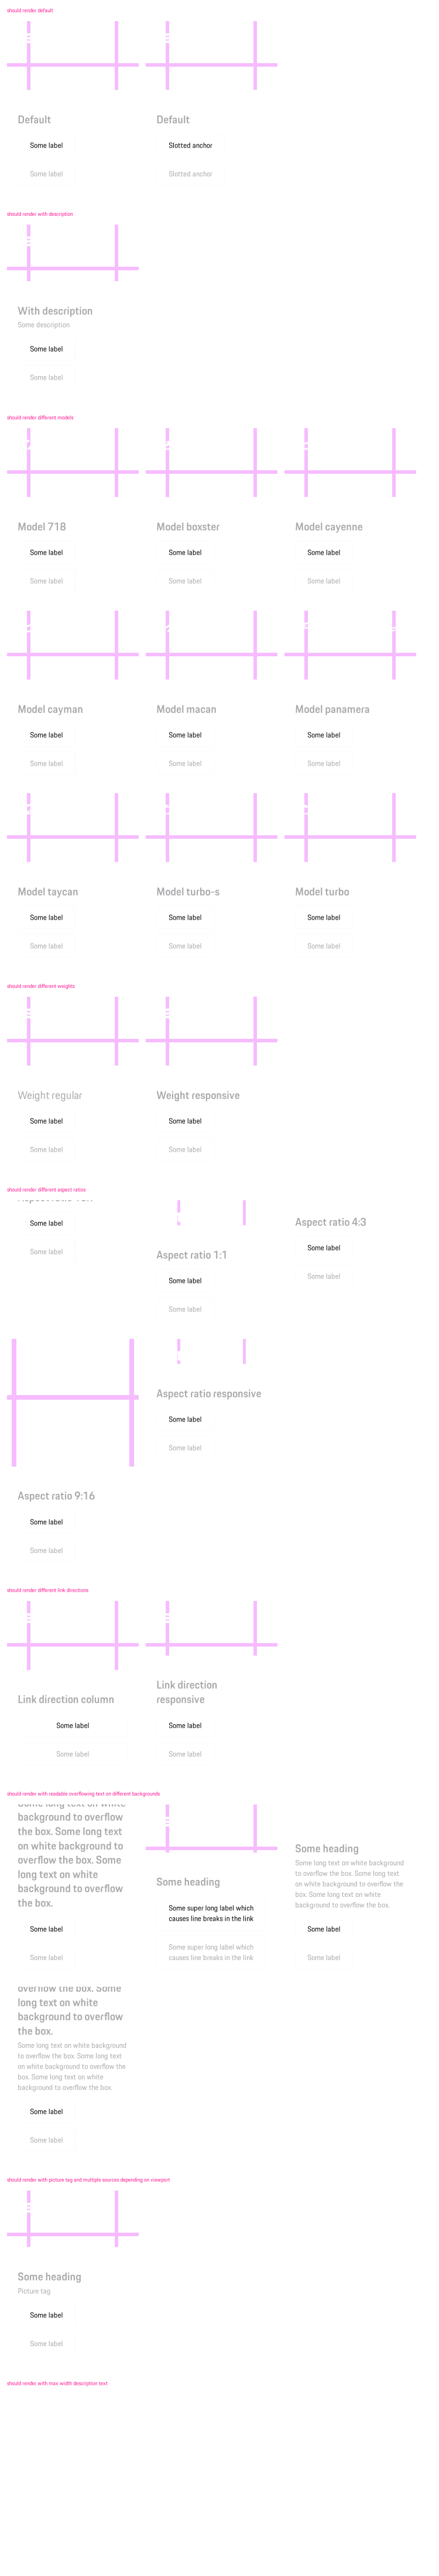 should render default
Default
Some label
Some label
Default
Slotted anchor
Slotted anchor
should render with description
With description
Some description
Some label
Some label
should render different models
Model 718
Some label
Some label
Model boxster
Some label
Some label
Model cayenne
Some label
Some label
Model cayman
Some label
Some label
Model macan
Some label
Some label
Model panamera
Some label
Some label
Model taycan
Some label
Some label
Model turbo-s
Some label
Some label
Model turbo
Some label
Some label
should render different weights
Weight regular
Some label
Some label
Weight responsive
Some label
Some label
should render different aspect ratios
Some label
Some label
Aspect ratio 1:1
Some label
Some label
Aspect ratio 4:3
Some label
Some label
Aspect ratio 9:16
Some label
Some label
Aspect ratio responsive
Some label
Some label
should render different link directions
Link direction column
Some label
Some label
Link direction
responsive
Some label
Some label
should render with readable overflowing text on different backgrounds
Some long text on white
background to overflow
the box. Some long text
on white background to
overflow the box. Some
long text on white
background to overflow
the box.
Some label
Some label
Some heading
Some super long label which
causes line breaks in the link
Some super long label which
causes line breaks in the link
Some heading
Some long text on white background
to overflow the box. Some long text
on white background to overflow the
box. Some long text on white
background to overflow the box.
Some label
Some label
overflow the box. Some
long text on white
background to overflow
the box.
Some long text on white background
to overflow the box. Some long text
on white background to overflow the
box. Some long text on white
background to overflow the box.
Some label
Some label
should render with picture tag and multiple sources depending on viewport
Some heading
Picture tag
Some label
Some label
should render with max width description text